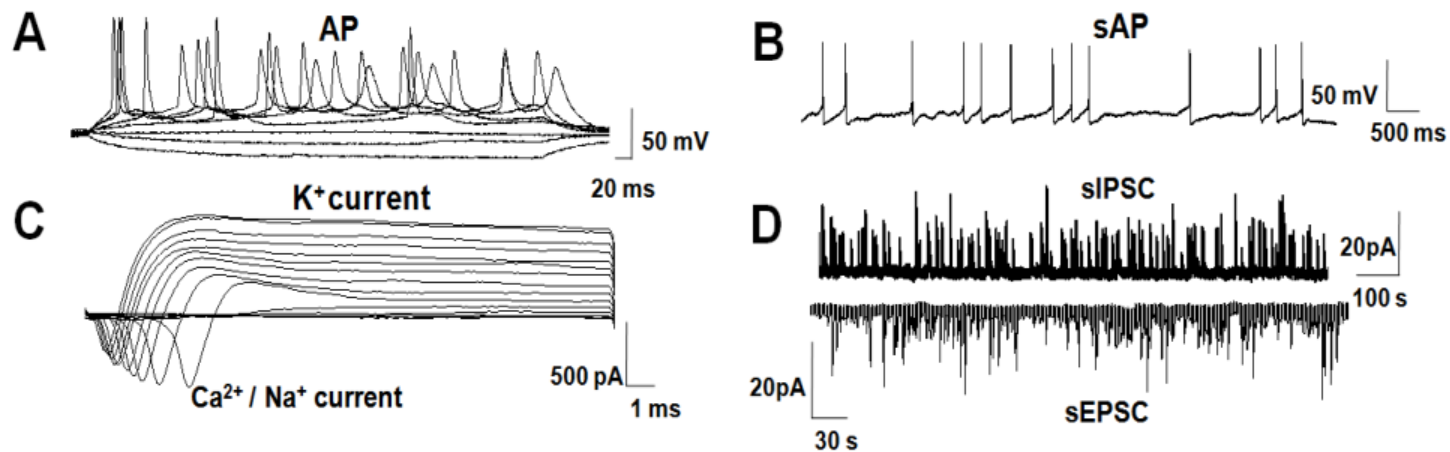 A
AP
50 mV
20 ms
B
sAP
50 mV
500 ms
C
K⁺ current
Ca²⁺ / Na⁺ current
500 pA
1 ms
D
sIPSC
20pA
100 s
20pA
30 s
sEPSC